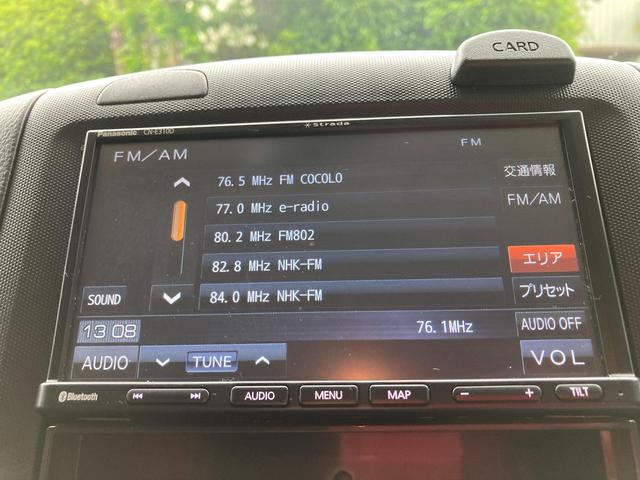 CARD
Panasonic CN-E310D
Strada
FM/AM
FM
交通情報
76.5 MHz FM COCOLO
FM/AM
77.0 MHz e-radio
80.2 MHz FM802
82.8 MHz NHK-FM
エリア
84.0 MHz NHK-FM
プリセット
SOUND
13:08
76.1MHz
AUDIO OFF
AUDIO
TUNE
VOL
Bluetooth
AUDIO
MENU
MAP
− +
TILT